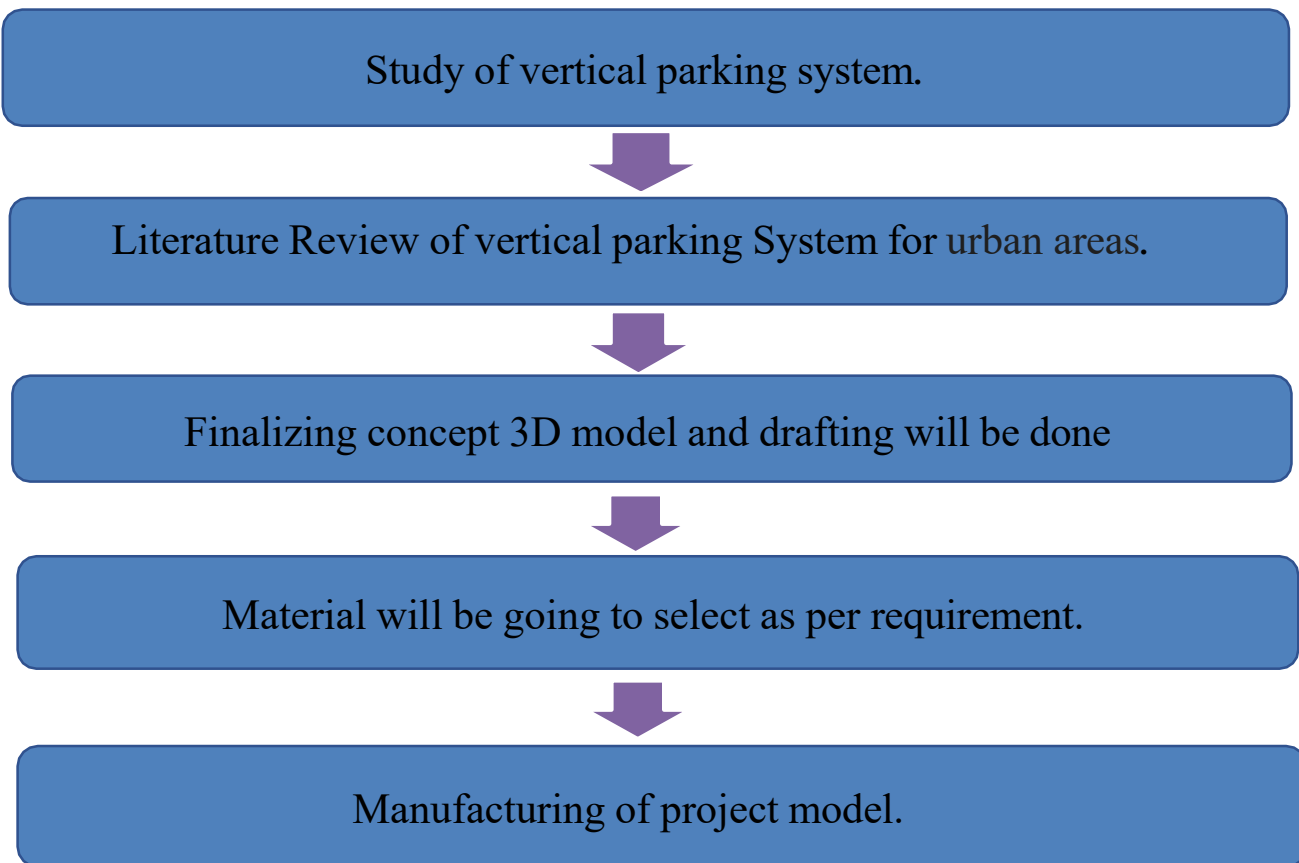 Study of vertical parking system.
Literature Review of vertical parking System for urban areas.
Finalizing concept 3D model and drafting will be done
Material will be going to select as per requirement.
Manufacturing of project model.